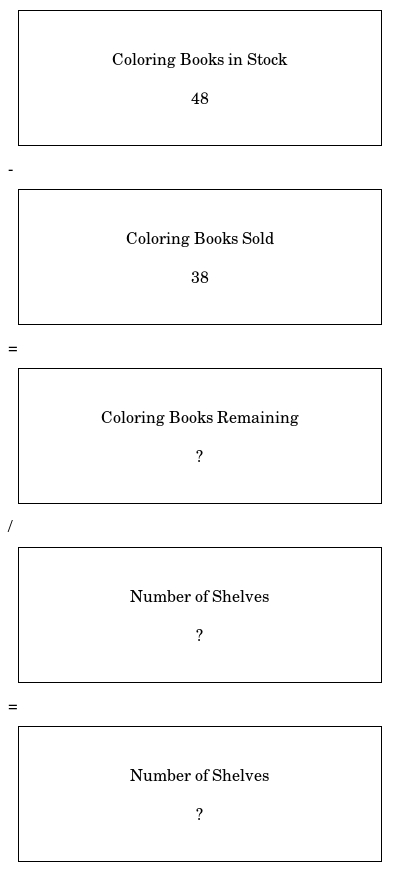 Coloring Books in Stock
48
-
Coloring Books Sold
38
=
Coloring Books Remaining
?
/
Number of Shelves
?
=
Number of Shelves
?